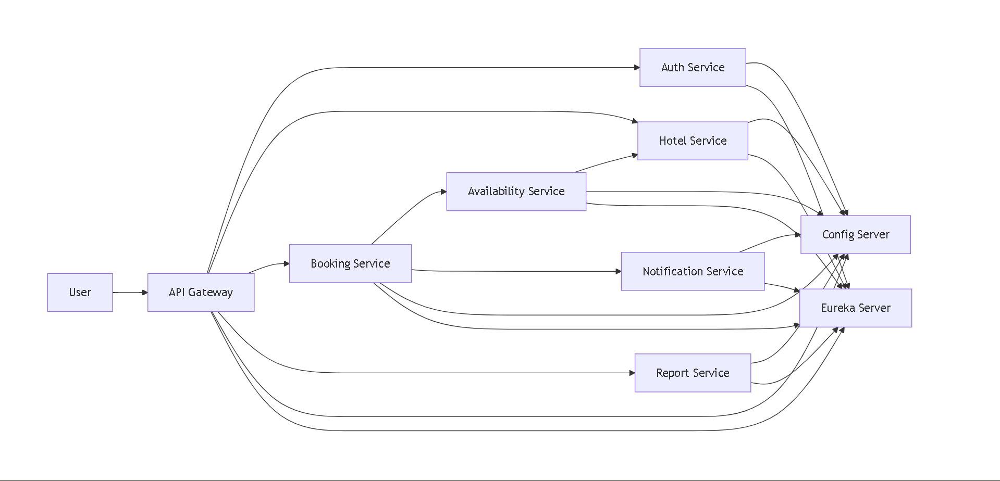 User
API Gateway
Booking Service
Availability Service
Auth Service
Hotel Service
Notification Service
Report Service
Config Server
Eureka Server